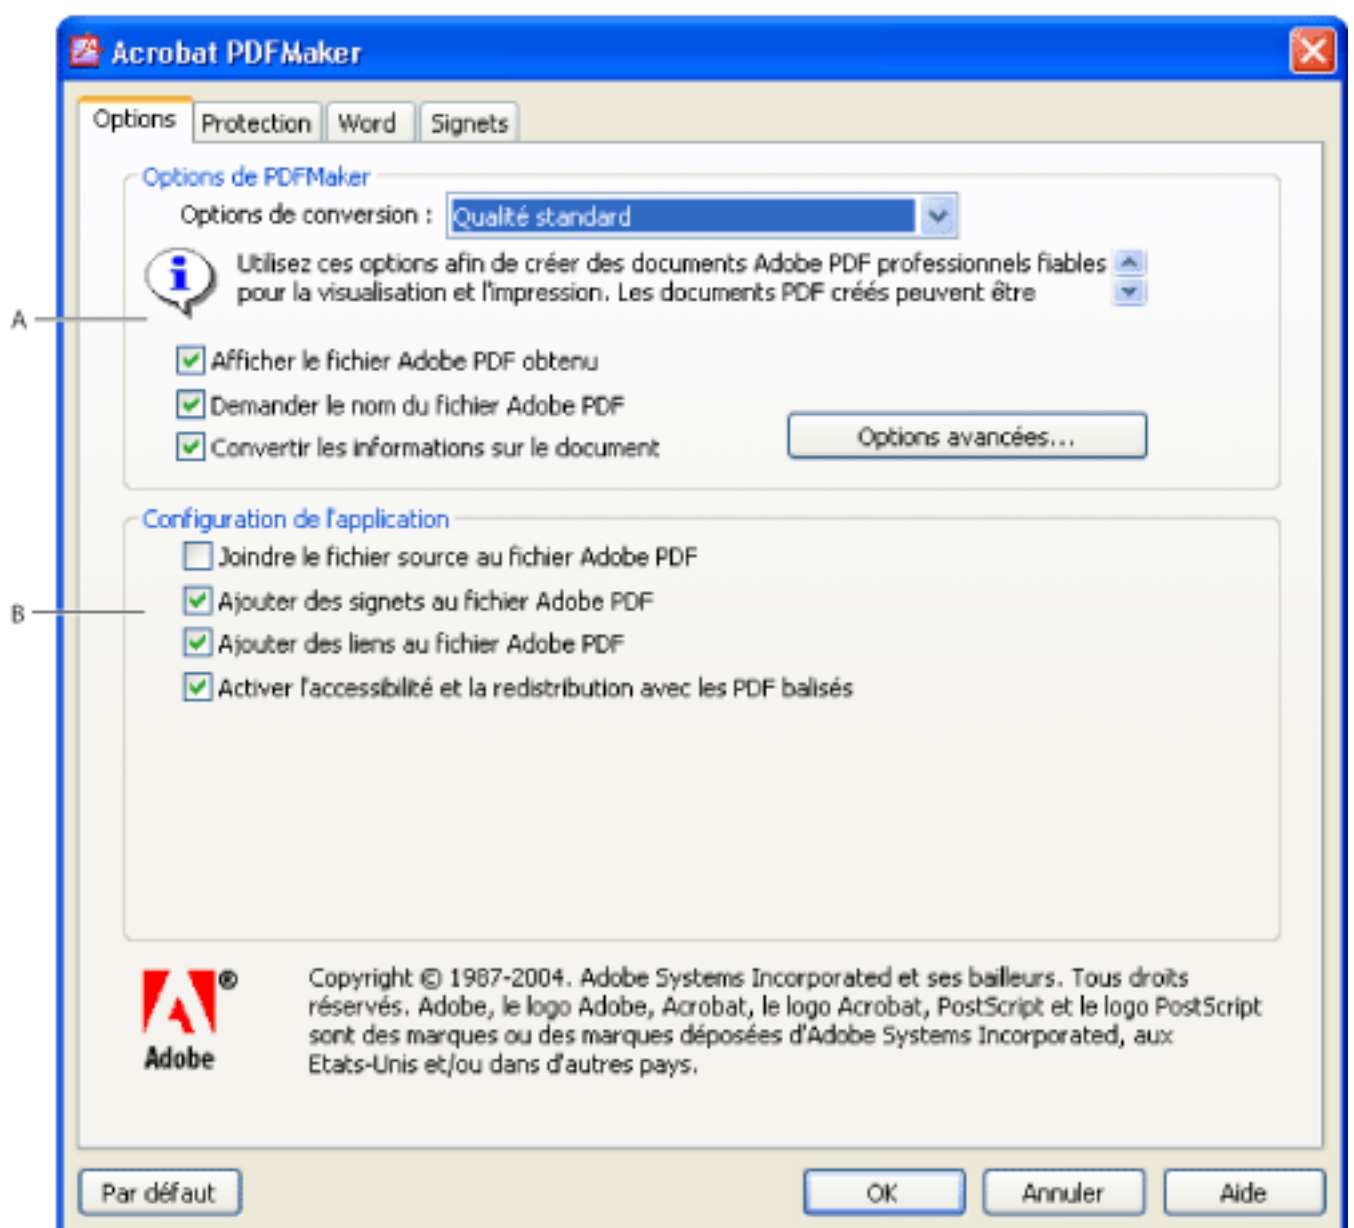 Acrobat PDFMaker
Options Protection Word Signets
Options de PDFMaker
Options de conversion : Qualité standard
Utilisez ces options afin de créer des documents Adobe PDF professionnels fiables
pour la visualisation et l'impression. Les documents PDF créés peuvent être
A
Afficher le fichier Adobe PDF obtenu
Demander le nom du fichier Adobe PDF
Options avancées...
Convertir les informations sur le document
Configuration de l'application
Joindre le fichier source au fichier Adobe PDF
Ajouter des signets au fichier Adobe PDF
B
Ajouter des liens au fichier Adobe PDF
Activer l'accessibilité et la redistribution avec les PDF balisés
Adobe
Copyright © 1987-2004. Adobe Systems Incorporated et ses bailleurs. Tous droits
réservés. Adobe, le logo Adobe, Acrobat, le logo Acrobat, PostScript et le logo PostScript
sont des marques ou des marques déposées d'Adobe Systems Incorporated, aux
Etats-Unis et/ou dans d'autres pays.
Par défaut OK Annuler Aide